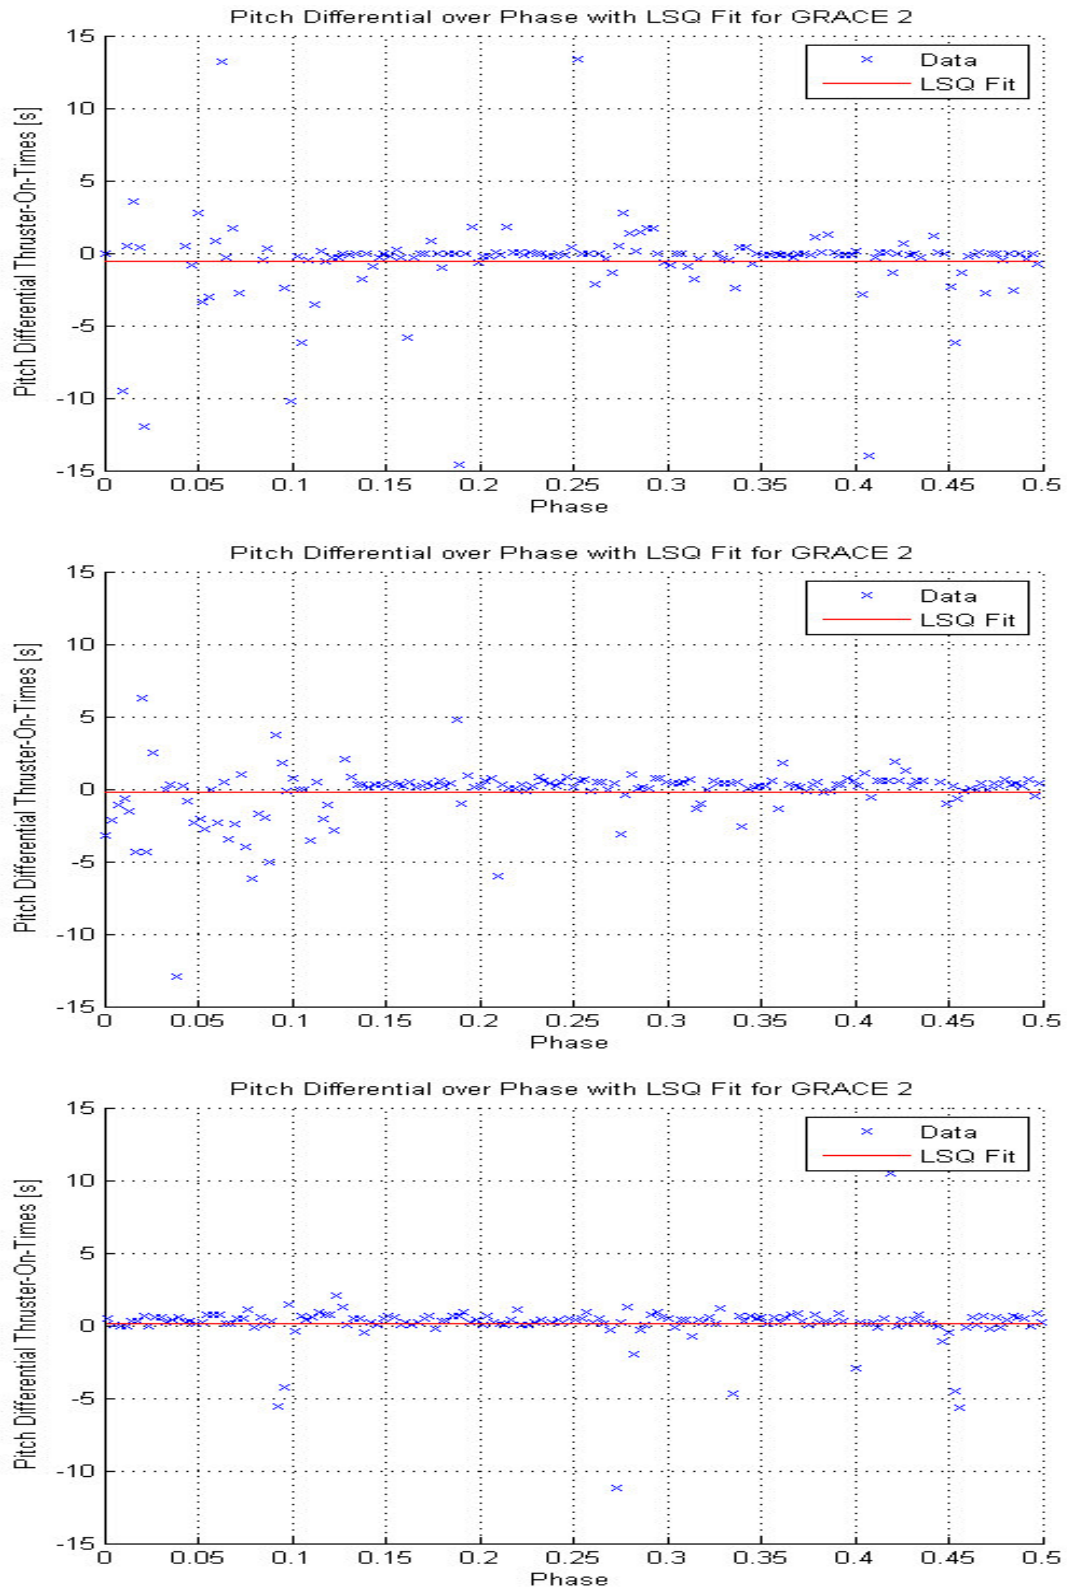 Pitch Differential over Phase with LSQ Fit for GRACE 2
Pitch Differential Thruster-On-Times [s]
15
10
5
0
-5
-10
-15
Data
LSQ Fit
0 0.05 0.1 0.15 0.2 0.25 0.3 0.35 0.4 0.45 0.5
Phase
Pitch Differential over Phase with LSQ Fit for GRACE 2
Pitch Differential Thruster-On-Times [s]
15
10
5
0
-5
-10
-15
Data
LSQ Fit
0 0.05 0.1 0.15 0.2 0.25 0.3 0.35 0.4 0.45 0.5
Phase
Pitch Differential over Phase with LSQ Fit for GRACE 2
Pitch Differential Thruster-On-Times [s]
15
10
5
0
-5
-10
-15
Data
LSQ Fit
0 0.05 0.1 0.15 0.2 0.25 0.3 0.35 0.4 0.45 0.5
Phase